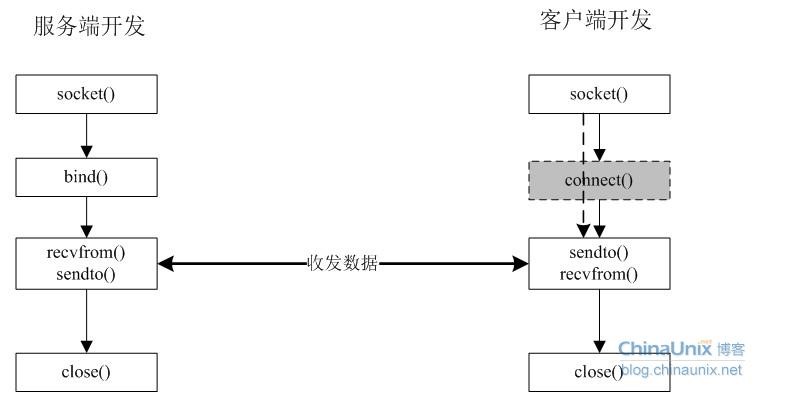 服务端开发
客户端开发
socket()
socket()
bind()
connect()
recvfrom()
sendto()
收发数据
sendto()
recvfrom()
close()
close()
ChinaUnix.net 博客
blog.chinaunix.net